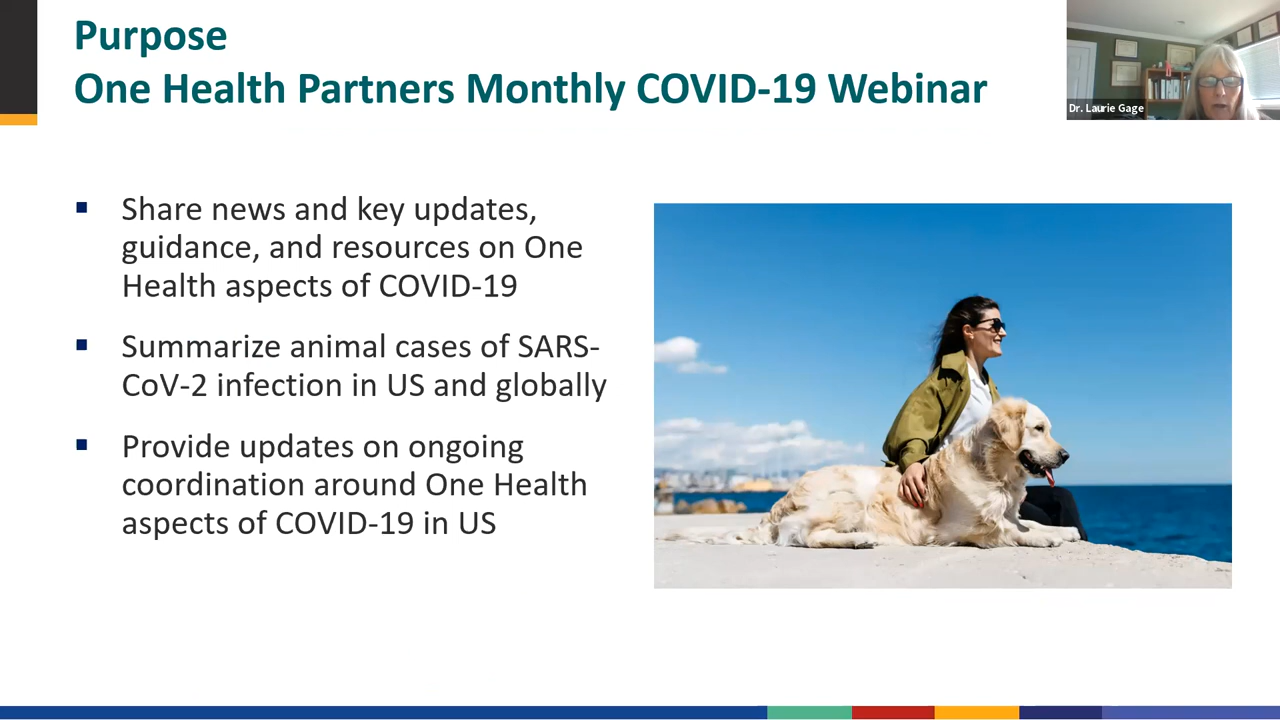 Purpose
One Health Partners Monthly COVID-19 Webinar
Dr. Laurie Gage
▪ Share news and key updates,
guidance, and resources on One
Health aspects of COVID-19
▪ Summarize animal cases of SARS-
CoV-2 infection in US and globally
▪ Provide updates on ongoing
coordination around One Health
aspects of COVID-19 in US